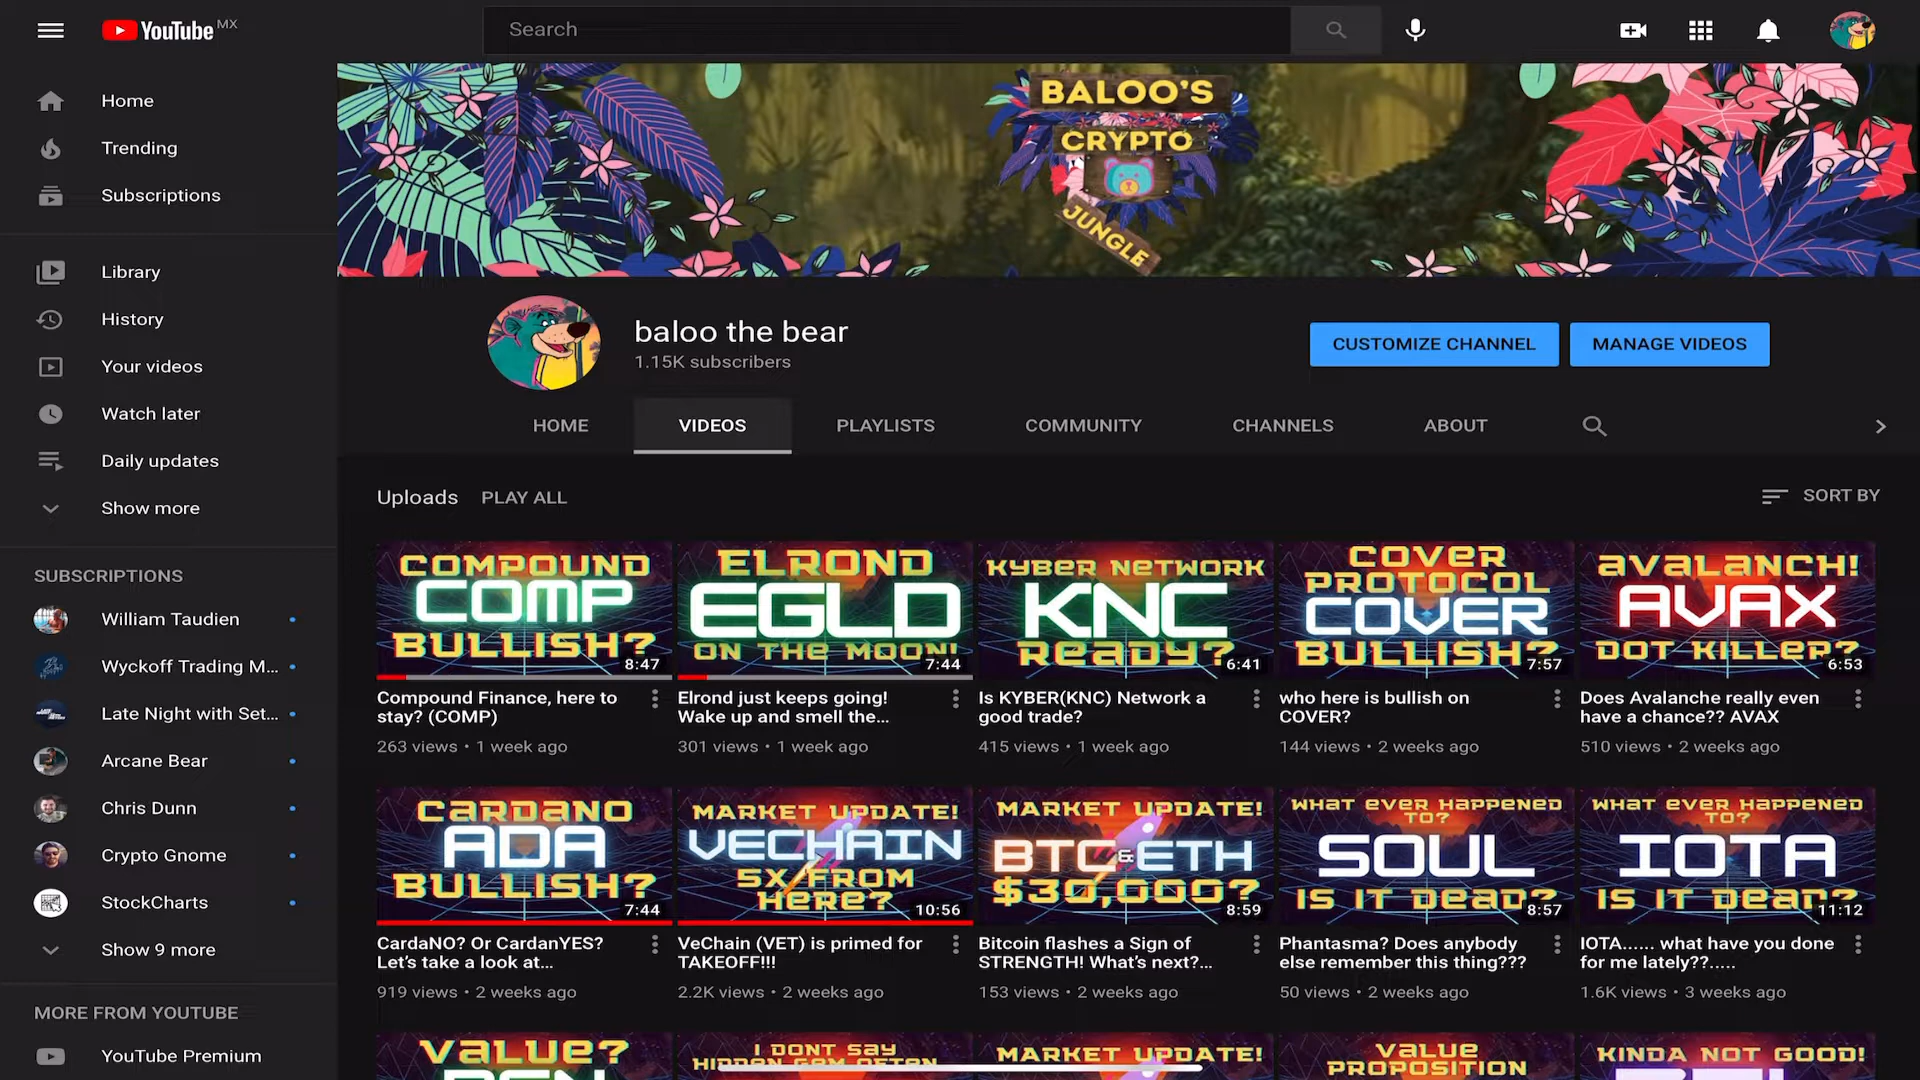 YouTube MX
Search
Home
Trending
Subscriptions
Library
History
Your videos
Watch later
Daily updates
Show more
SUBSCRIPTIONS
William Taudien
Wyckoff Trading M...
Late Night with Set...
Arcane Bear
Chris Dunn
Crypto Gnome
StockCharts
Show 9 more
MORE FROM YOUTUBE
YouTube Premium
BALOO'S
CRYPTO
JUNGLE
baloo the bear
1.15K subscribers
CUSTOMIZE CHANNEL
MANAGE VIDEOS
HOME VIDEOS PLAYLISTS COMMUNITY CHANNELS ABOUT
Uploads PLAY ALL
SORT BY
COMPOUND
COMP
BULLISH?
8:47
Compound Finance, here to
stay? (COMP)
263 views • 1 week ago
ELROND
EGLD
ON THE MOON!
7:44
Elrond just keeps going!
Wake up and smell the...
301 views • 1 week ago
KYBER NETWORK
KNC
READY?
6:41
Is KYBER(KNC) Network a
good trade?
415 views • 1 week ago
COVER
PROTOCOL
COVER
BULLISH?
7:57
who here is bullish on
COVER?
144 views • 2 weeks ago
AVALANCH!
AVAX
DOT KILLER?
6:53
Does Avalanche really even
have a chance?? AVAX
510 views • 2 weeks ago
CARDANO
ADA
BULLISH?
7:44
CardaNO? Or CardanYES?
Let's take a look at...
919 views • 2 weeks ago
MARKET UPDATE!
VECHAIN
5X FROM
HERE?
10:56
VeChain (VET) is primed for
TAKEOFF!!!
2.2K views • 2 weeks ago
MARKET UPDATE!
BTC & ETH
$30,000?
8:59
Bitcoin flashes a Sign of
STRENGTH! What's next?...
153 views • 2 weeks ago
WHAT EVER HAPPENED
TO?
SOUL
IS IT DEAD?
8:57
Phantasma? Does anybody
else remember this thing???
50 views • 2 weeks ago
WHAT EVER HAPPENED
TO?
IOTA
IS IT DEAD?
11:12
IOTA...... what have you done
for me lately??.....
1.6K views • 3 weeks ago
VALUE?
I DONT SAY
HIDDEN GEM OFTEN
MARKET UPDATE!
VALUE
PROPOSITION
KINDA NOT GOOD!